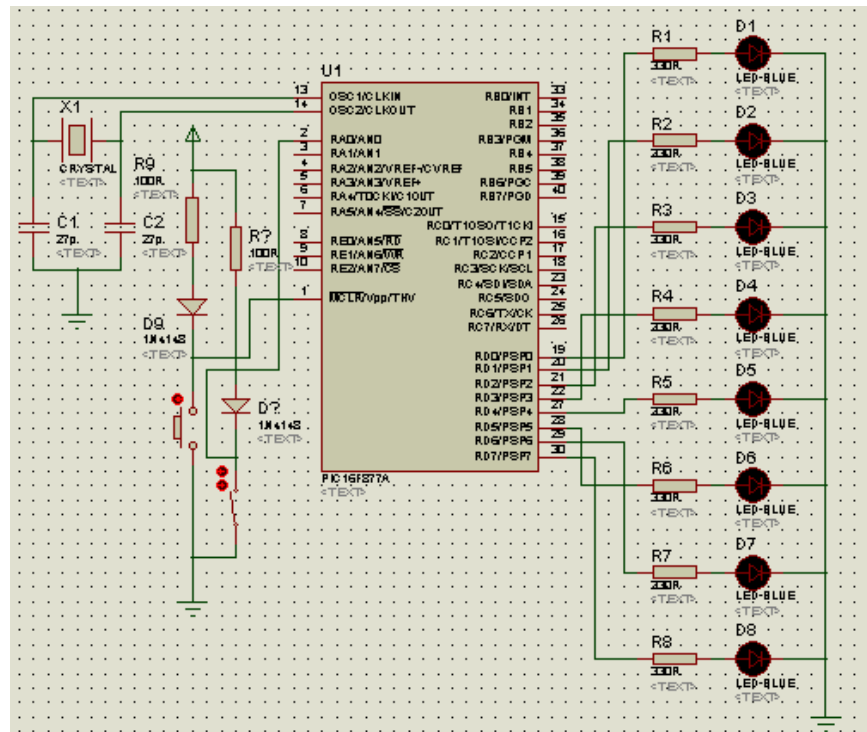 U1
PIC16F877A
<TEXT>
13 OSC1/CLKIN
14 OSC2/CLKOUT
2 RA0/AN0
3 RA1/AN1
4 RA2/AN2/VREF-/CVREF
5 RA3/AN3/VREF+
6 RA4/T0CKI/C1OUT
7 RA5/AN4/SS/C2OUT
8 RE0/AN5/RD
9 RE1/AN6/WR
10 RE2/AN7/CS
1 MCLR/Vpp/THV
RB0/INT 33
RB1 34
RB2 35
RB3/PGM 36
RB4 37
RB5 38
RB6/PGC 39
RB7/PGD 40
RC0/T1OSO/T1CKI 15
RC1/T1OSI/CCP2 16
RC2/CCP1 17
RC3/SCK/SCL 18
RC4/SDI/SDA 23
RC5/SDO 24
RC6/TX/CK 25
RC7/RX/DT 26
RD0/PSP0 19
RD1/PSP1 20
RD2/PSP2 21
RD3/PSP3 22
RD4/PSP4 27
RD5/PSP5 28
RD6/PSP6 29
RD7/PSP7 30
X1
CRYSTAL
<TEXT>
C1
27p
<TEXT>
C2
27p
<TEXT>
R9
100R
<TEXT>
R?
100R
<TEXT>
D9
1N4148
<TEXT>
D?
1N4148
<TEXT>
R1
330R
<TEXT>
D1
LED-BLUE
<TEXT>
R2
330R
<TEXT>
D2
LED-BLUE
<TEXT>
R3
330R
<TEXT>
D3
LED-BLUE
<TEXT>
R4
330R
<TEXT>
D4
LED-BLUE
<TEXT>
R5
330R
<TEXT>
D5
LED-BLUE
<TEXT>
R6
330R
<TEXT>
D6
LED-BLUE
<TEXT>
R7
330R
<TEXT>
D7
LED-BLUE
<TEXT>
R8
330R
<TEXT>
D8
LED-BLUE
<TEXT>